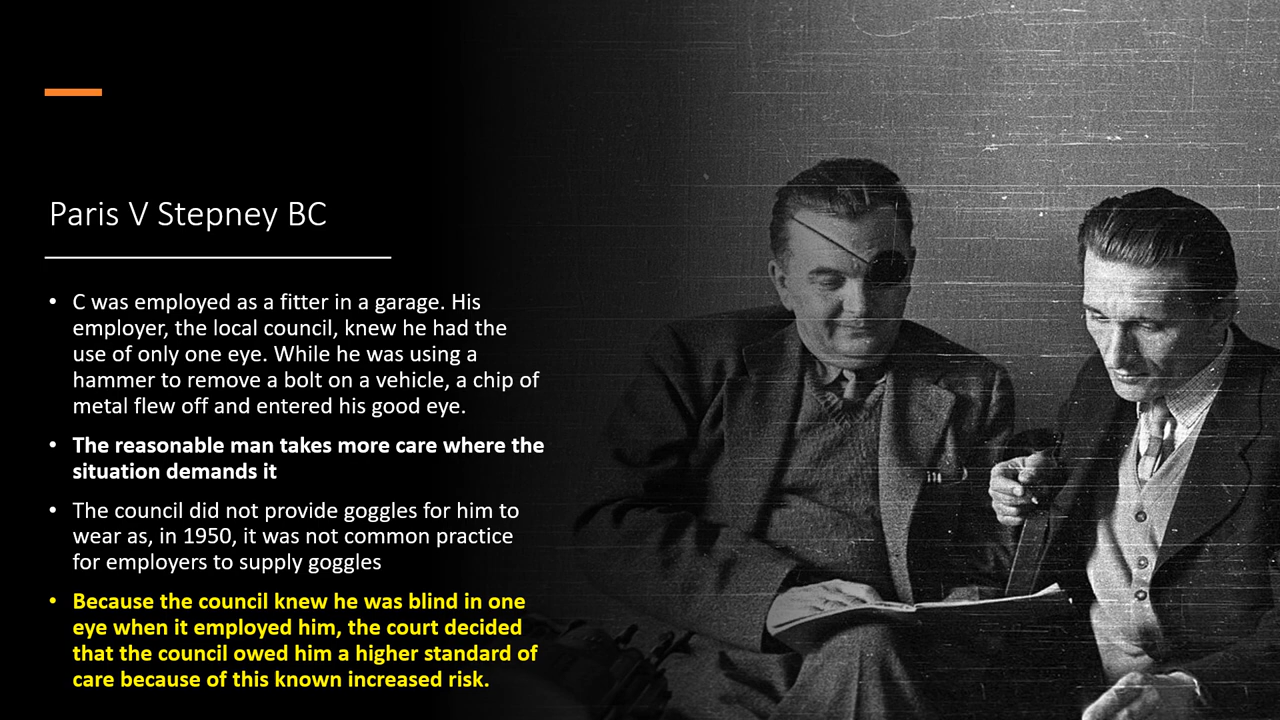 Paris V Stepney BC
• C was employed as a fitter in a garage. His
employer, the local council, knew he had the
use of only one eye. While he was using a
hammer to remove a bolt on a vehicle, a chip of
metal flew off and entered his good eye.
• The reasonable man takes more care where the
situation demands it
• The council did not provide goggles for him to
wear as, in 1950, it was not common practice
for employers to supply goggles
• Because the council knew he was blind in one
eye when it employed him, the court decided
that the council owed him a higher standard of
care because of this known increased risk.